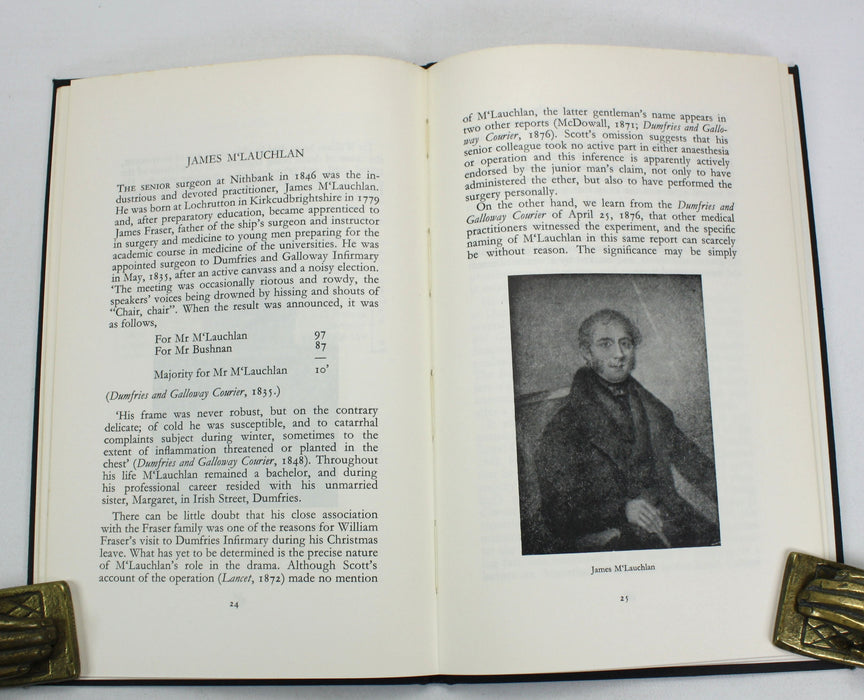 JAMES M‘LAUCHLAN
THE SENIOR surgeon at Nithbank in 1846 was the in-
dustrious and devoted practitioner, James M‘Lauchlan.
He was born at Lochrutton in Kirkcudbrightshire in 1779
and, after preparatory education, became apprenticed to
James Fraser, father of the ship's surgeon and instructor
in surgery and medicine to young men preparing for the
academic course in medicine of the universities. He was
appointed surgeon to Dumfries and Galloway Infirmary
in May, 1835, after an active canvass and a noisy election.
‘The meeting was occasionally riotous and rowdy, the
speakers' voices being drowned by hissing and shouts of
“Chair, chair”. When the result was announced, it was
as follows,
For Mr M‘Lauchlan 97
For Mr Bushnan 87
—
Majority for Mr M‘Lauchlan 10’
(Dumfries and Galloway Courier, 1835.)
‘His frame was never robust, but on the contrary
delicate; of cold he was susceptible, and to catarrhal
complaints subject during winter, sometimes to the
extent of inflammation threatened or planted in the
chest’ (Dumfries and Galloway Courier, 1848). Throughout
his life M‘Lauchlan remained a bachelor, and during
his professional career resided with his unmarried
sister, Margaret, in Irish Street, Dumfries.
There can be little doubt that his close association
with the Fraser family was one of the reasons for William
Fraser's visit to Dumfries Infirmary during his Christmas
leave. What has yet to be determined is the precise nature
of M‘Lauchlan's role in the drama. Although Scott's
account of the operation (Lancet, 1872) made no mention
24
of M‘Lauchlan, the latter gentleman's name appears in
two other reports (McDowall, 1871; Dumfries and Gallo-
way Courier, 1876). Scott's omission suggests that his
senior colleague took no active part in either anaesthesia
or operation and this inference is apparently actively
endorsed by the junior man's claim, not only to have
administered the ether, but also to have performed the
surgery personally.
On the other hand, we learn from the Dumfries and
Galloway Courier of April 25, 1876, that other medical
practitioners witnessed the experiment, and the specific
naming of M‘Lauchlan in this same report can scarcely
be without reason. The significance may be simply
James M‘Lauchlan
25